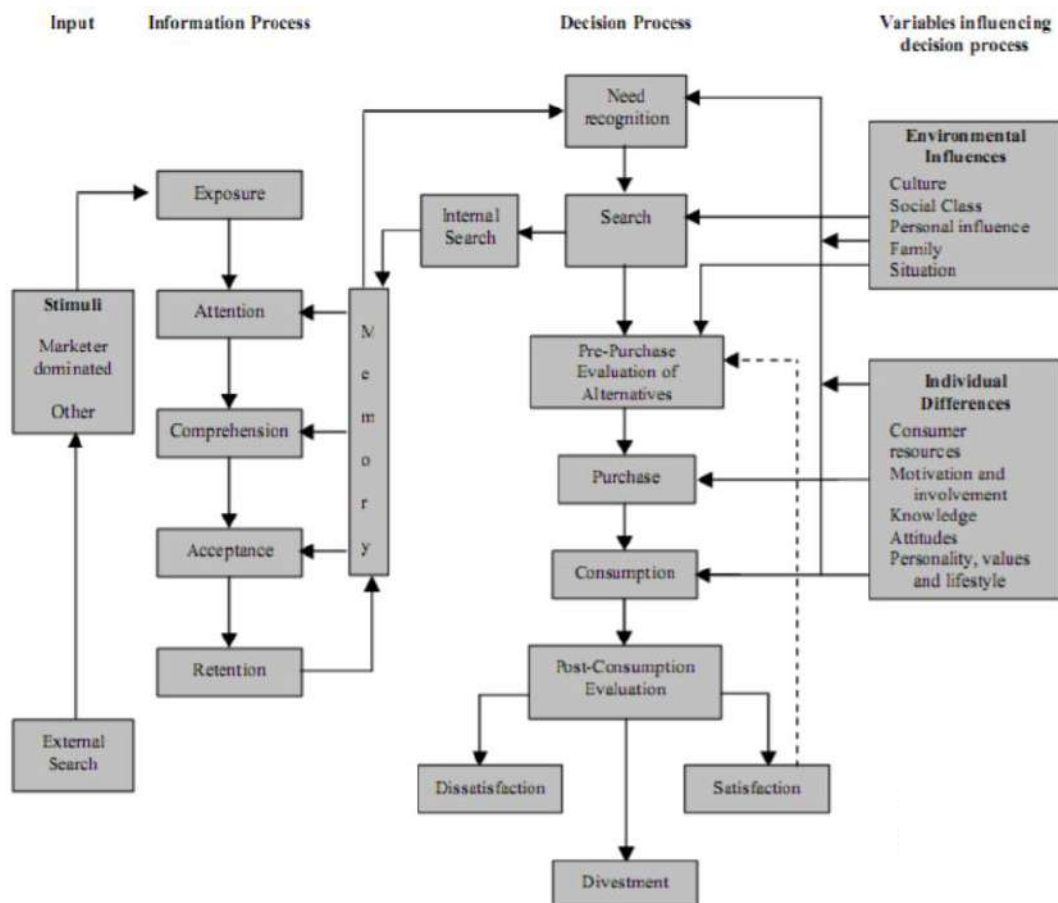 Input
Information Process
Decision Process
Variables influencing
decision process
Need
recognition
Environmental
Influences
Culture
Social Class
Personal influence
Family
Situation
Exposure
Internal
Search
Search
Stimuli
Marketer
dominated
Other
Attention
M
e
m
o
r
y
Pre-Purchase
Evaluation of
Alternatives
Individual
Differences
Consumer
resources
Motivation and
involvement
Knowledge
Attitudes
Personality, values
and lifestyle
Comprehension
Purchase
Acceptance
Consumption
Retention
Post-Consumption
Evaluation
External
Search
Dissatisfaction
Satisfaction
Divestment